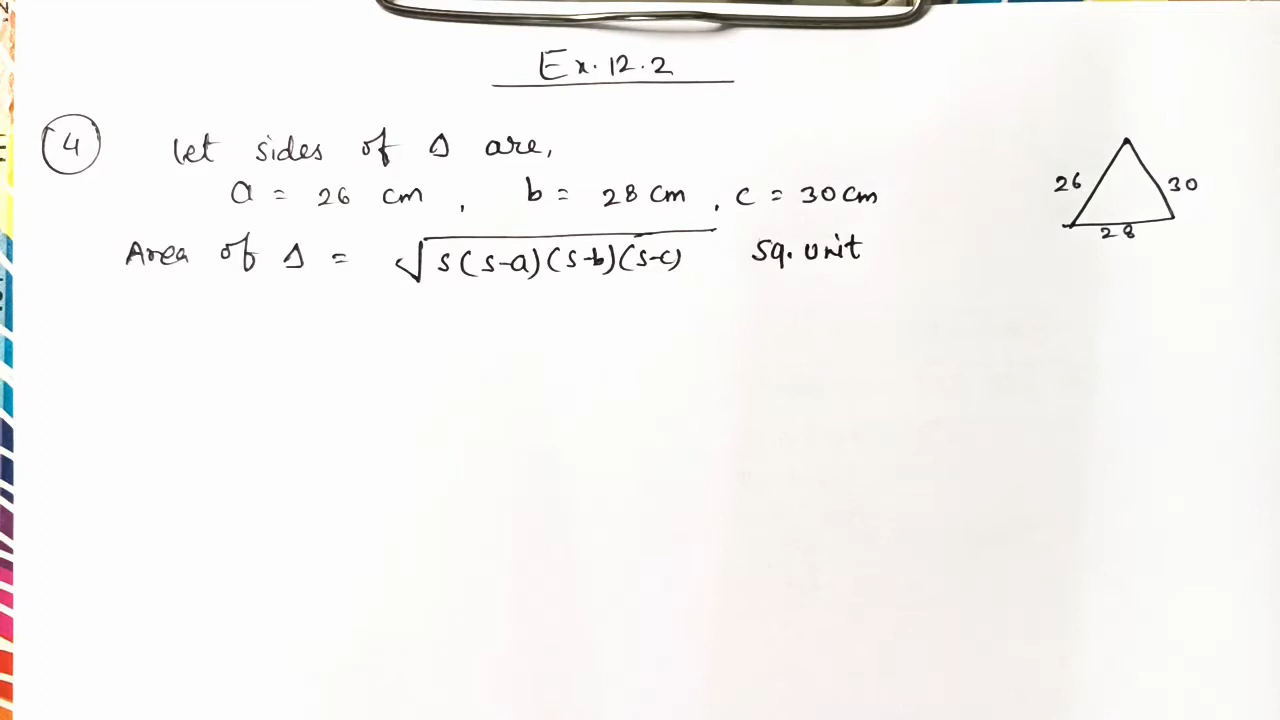 Ex. 12.2
4 Let sides of Δ are,
a = 26 cm , b = 28 cm , c = 30 cm
Area of Δ = √s(s-a)(s-b)(s-c) sq. unit
26 30
28